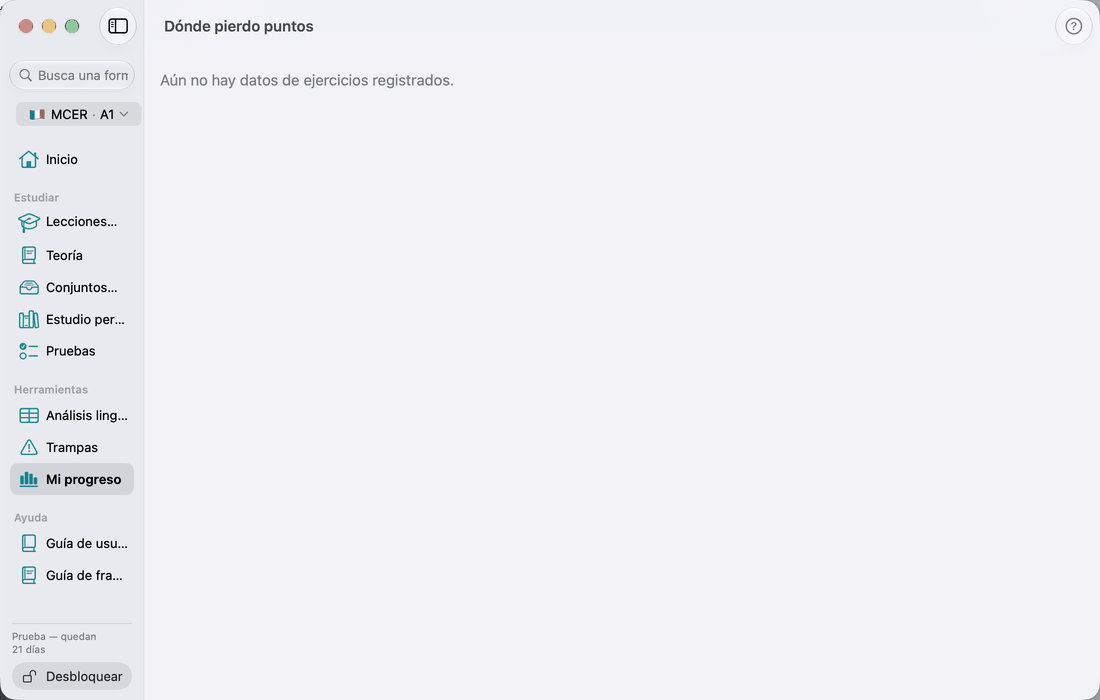 Dónde pierdo puntos
Busca una form
MCER · A1
Aún no hay datos de ejercicios registrados.
Inicio
Estudiar
Lecciones...
Teoría
Conjuntos...
Estudio per...
Pruebas
Herramientas
Análisis ling...
Trampas
Mi progreso
Ayuda
Guía de usu...
Guía de fra...
Prueba — quedan
21 días
Desbloquear